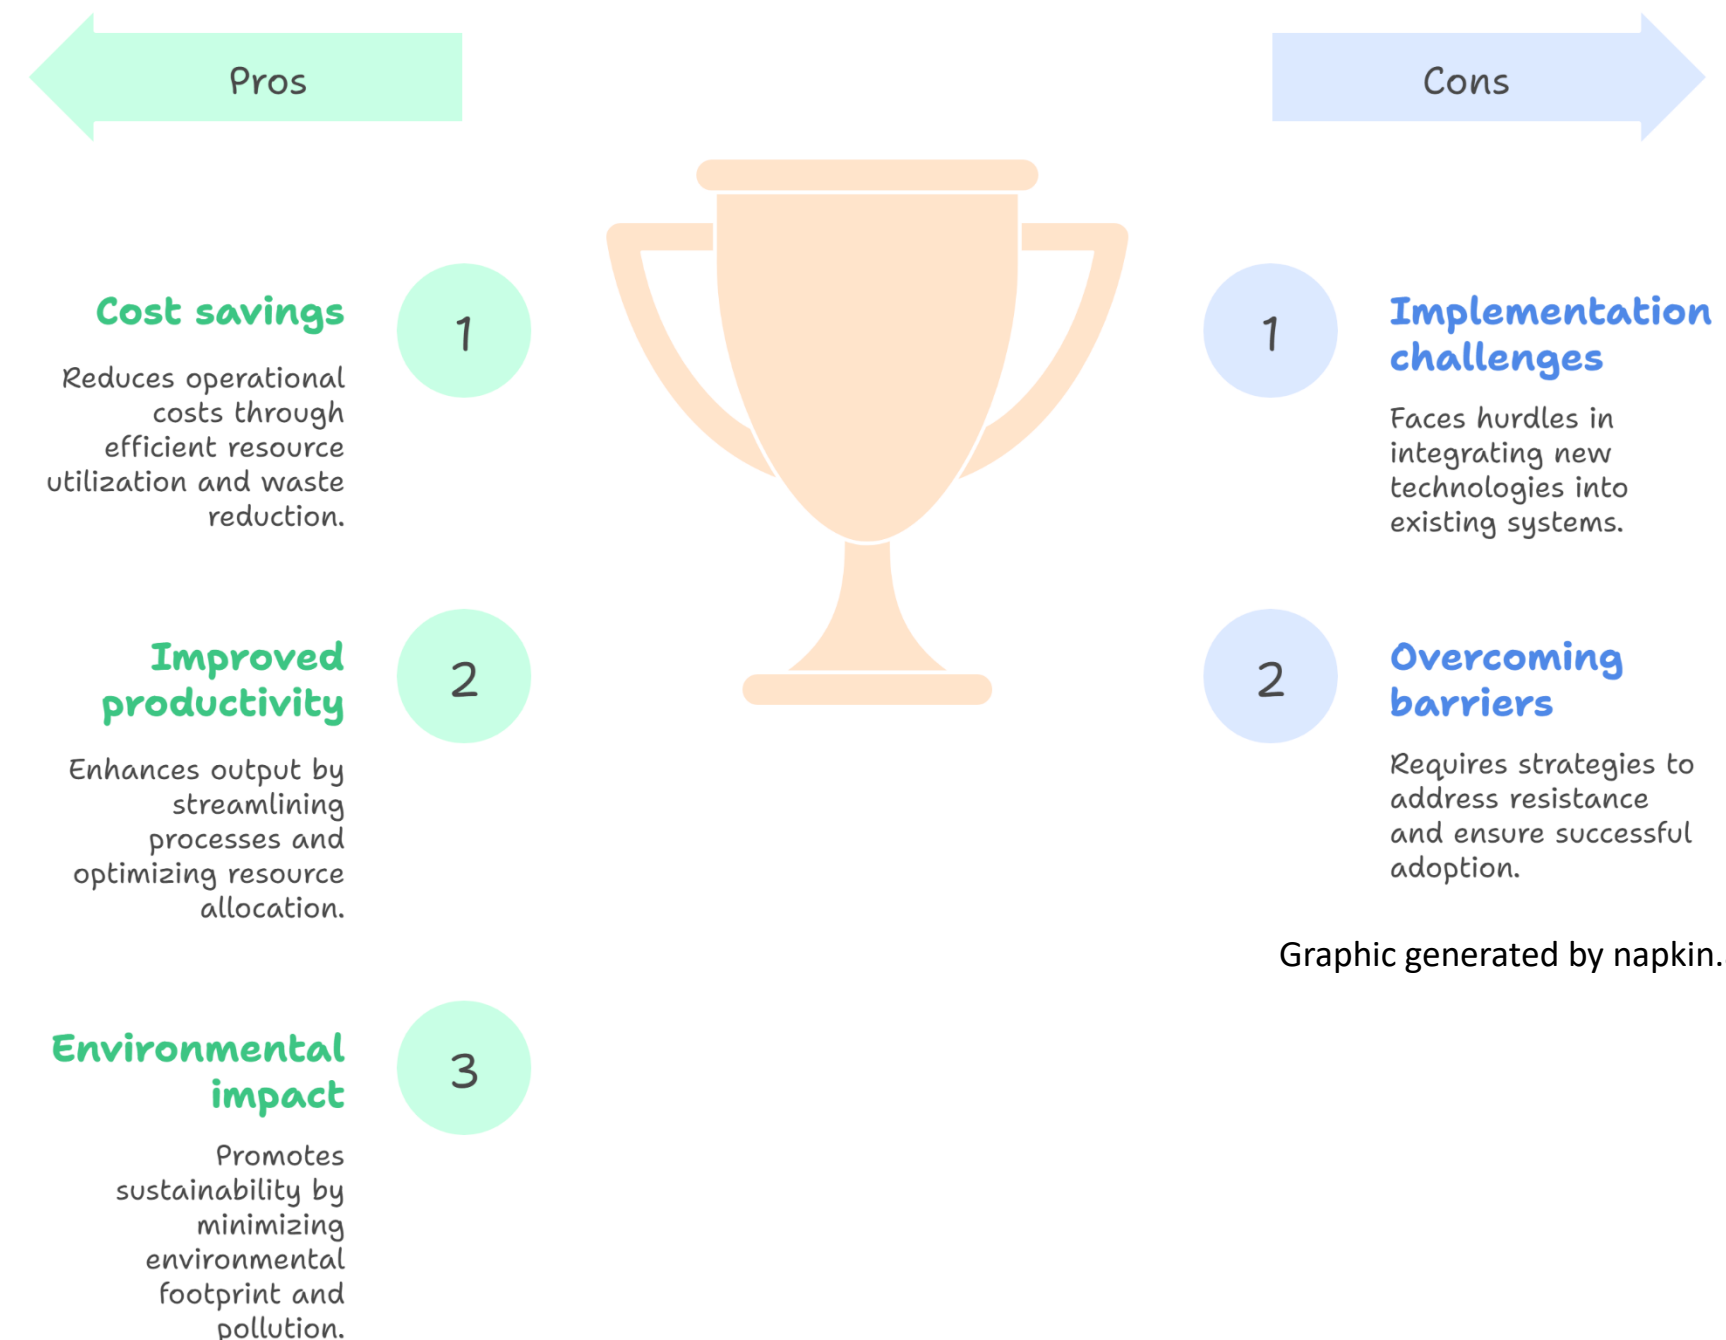 Pros
Cost savings
1
Reduces operational
costs through
efficient resource
utilization and waste
reduction.
Improved
productivity
2
Enhances output by
streamlining
processes and
optimizing resource
allocation.
Environmental
impact
3
Promotes
sustainability by
minimizing
environmental
footprint and
pollution.
Cons
1
Implementation
challenges
Faces hurdles in
integrating new
technologies into
existing systems.
2
Overcoming
barriers
Requires strategies to
address resistance
and ensure successful
adoption.
Graphic generated by napkin.